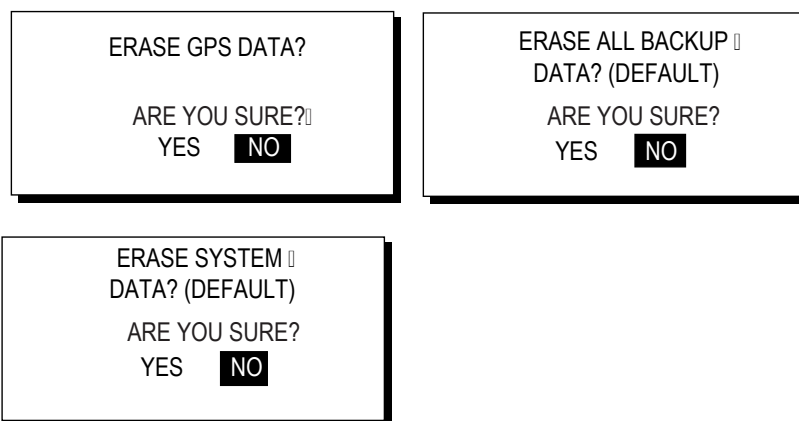 ERASE GPS DATA?
ARE YOU SURE?
YES NO
ERASE ALL BACKUP
DATA? (DEFAULT)
ARE YOU SURE?
YES NO
ERASE SYSTEM
DATA? (DEFAULT)
ARE YOU SURE?
YES NO